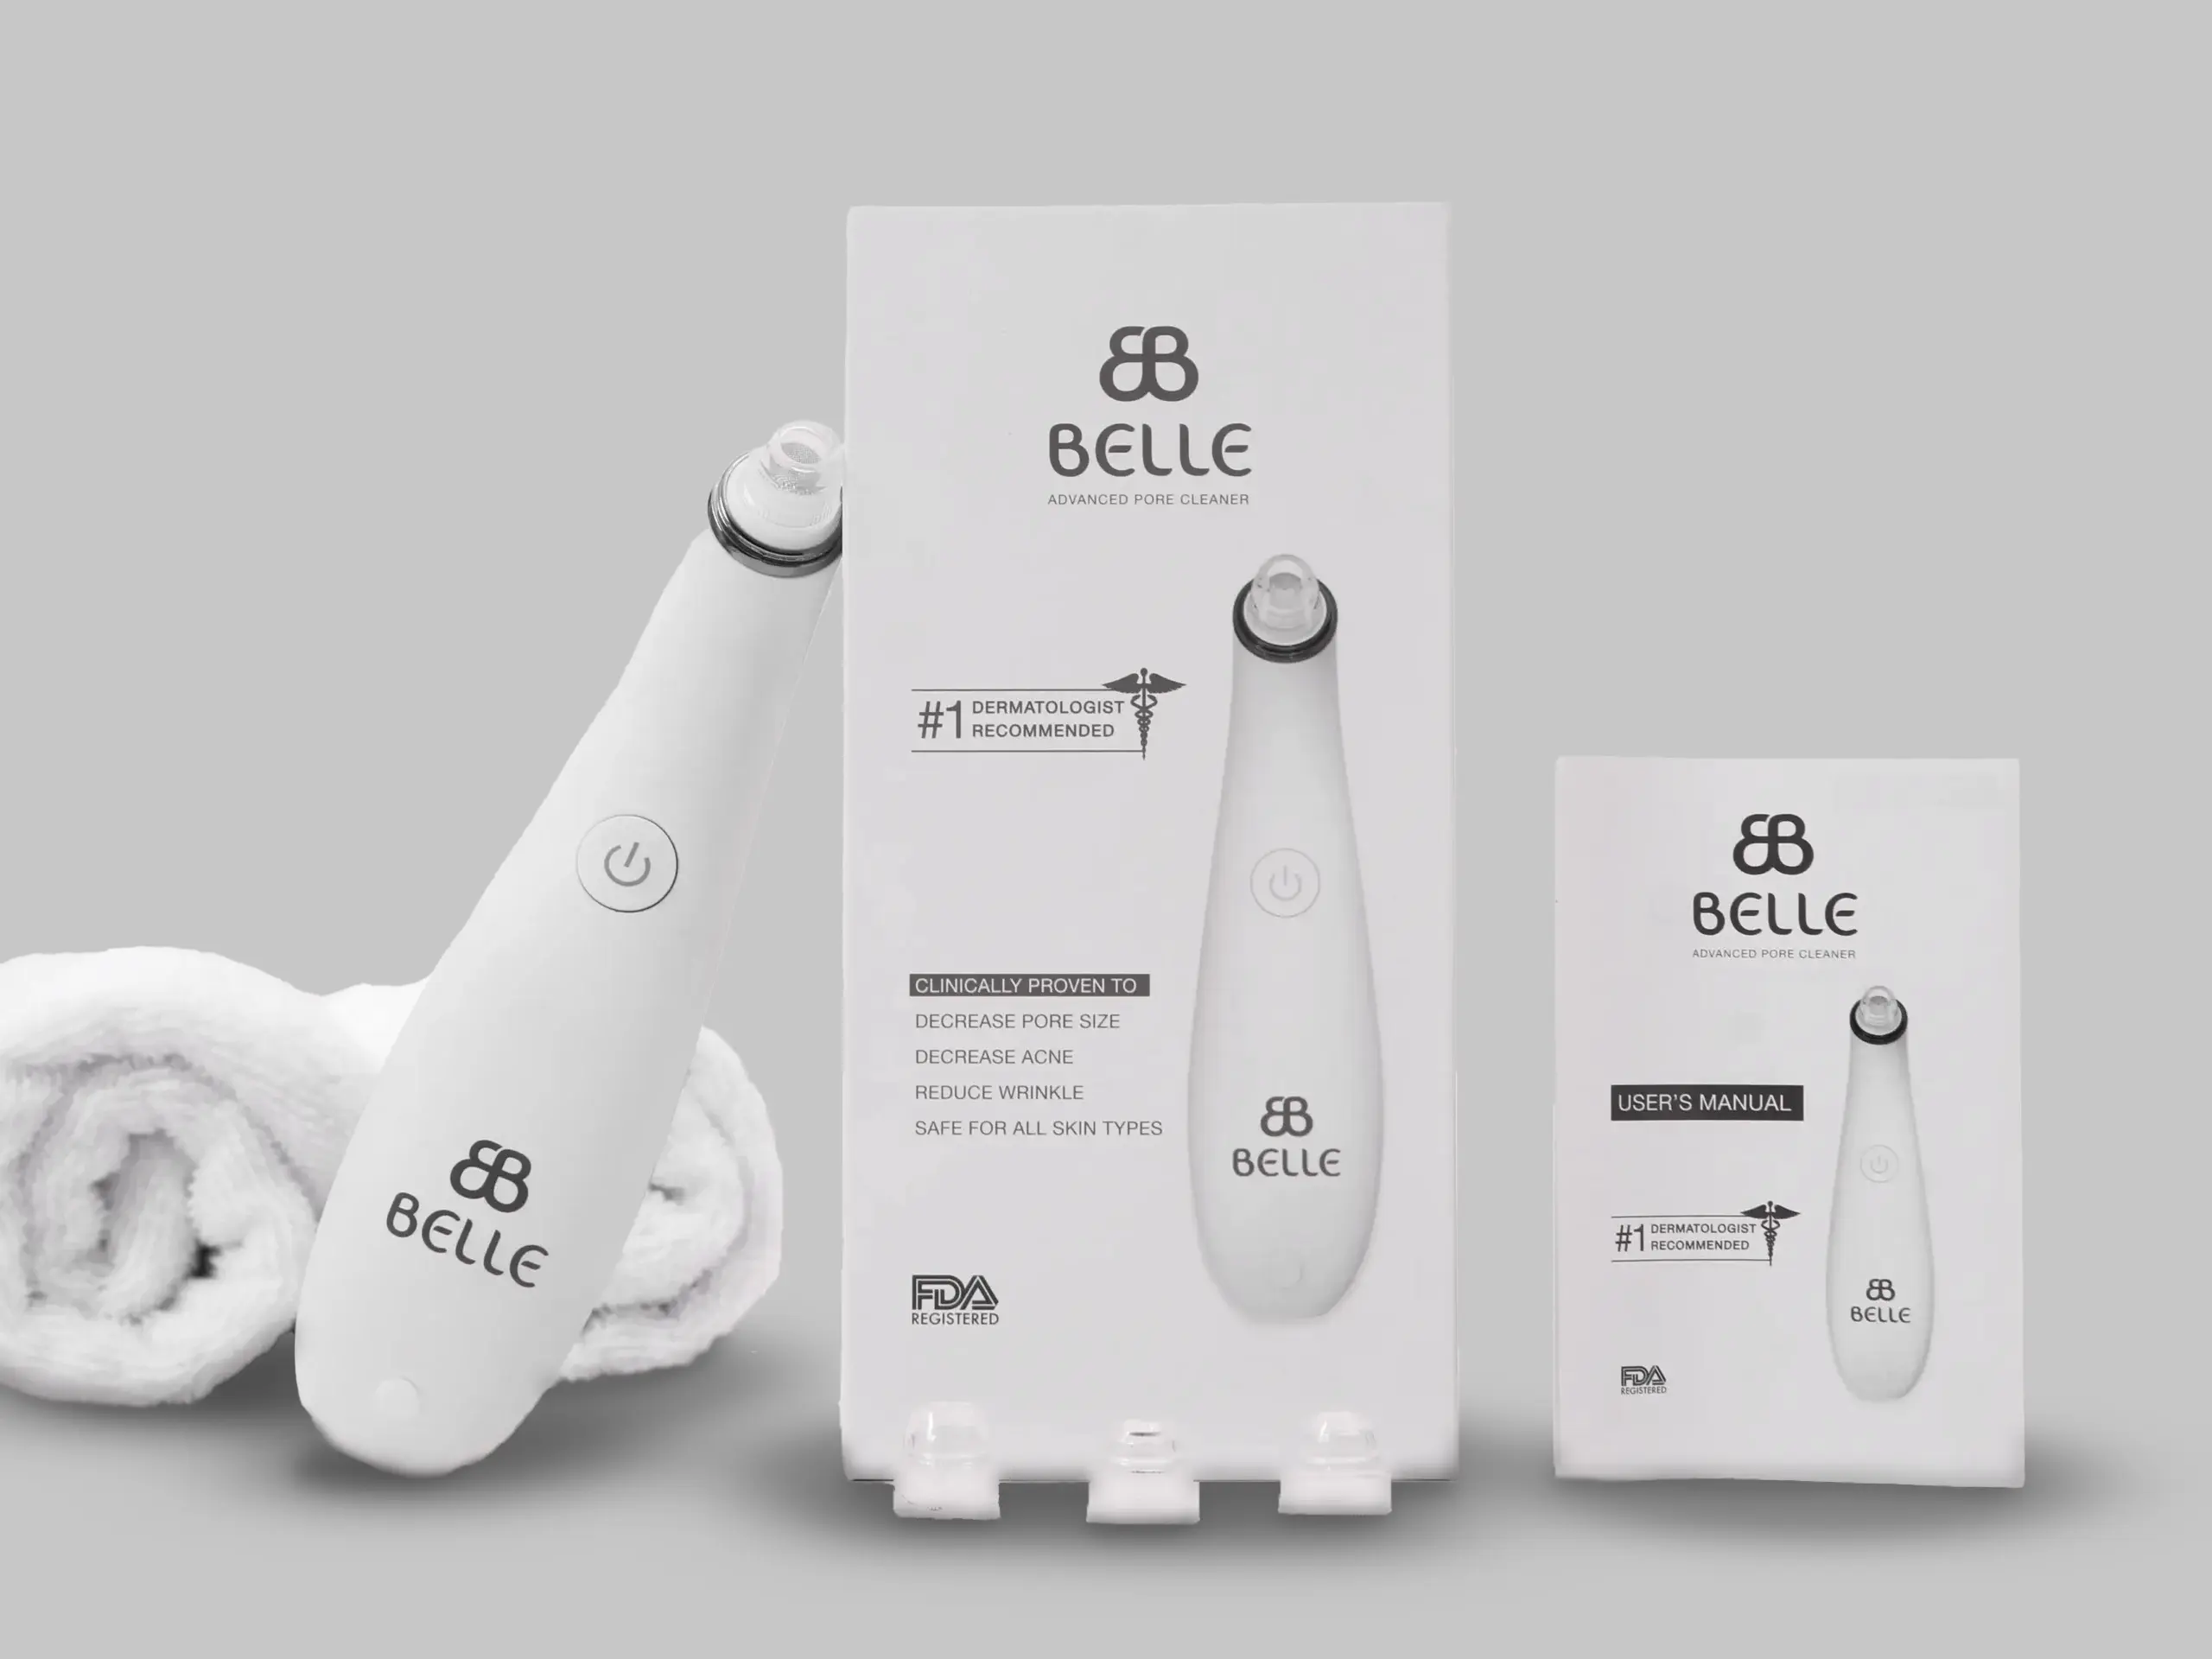 BELLE
BB
BELLE
ADVANCED PORE CLEANER
#1 DERMATOLOGIST
RECOMMENDED
CLINICALLY PROVEN TO
DECREASE PORE SIZE
DECREASE ACNE
REDUCE WRINKLE
SAFE FOR ALL SKIN TYPES
BELLE
FDA
REGISTERED
BB
BELLE
ADVANCED PORE CLEANER
USER'S MANUAL
#1 DERMATOLOGIST
RECOMMENDED
BELLE
FDA
REGISTERED